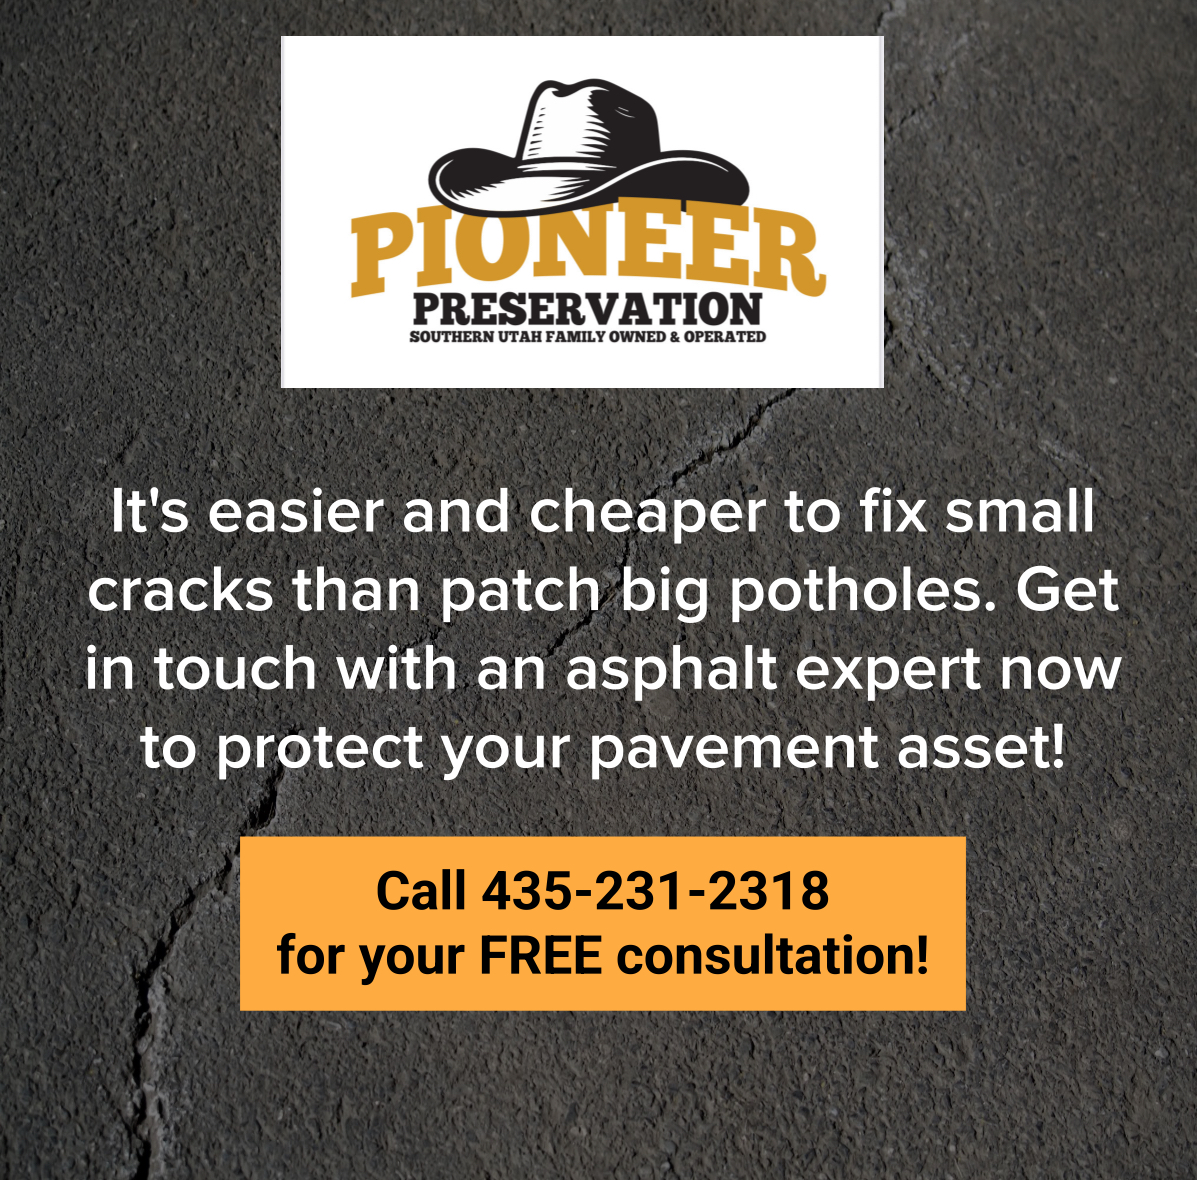 PIONEER
PRESERVATION
SOUTHERN UTAH FAMILY OWNED & OPERATED
It's easier and cheaper to fix small
cracks than patch big potholes. Get
in touch with an asphalt expert now
to protect your pavement asset!
Call 435-231-2318
for your FREE consultation!